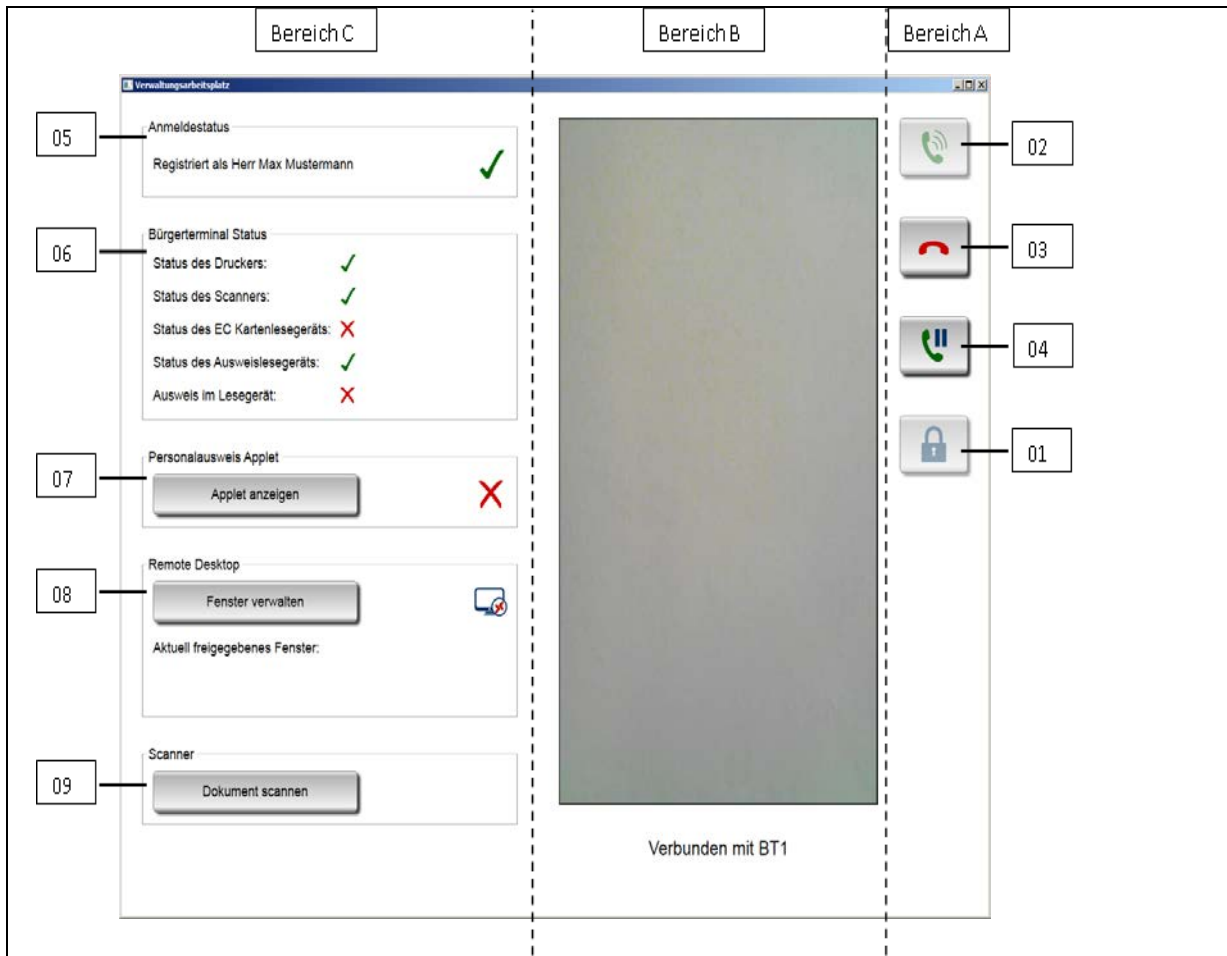 Bereich C
Bereich B
Bereich A
Verwaltungsarbeitsplatz
05
Anmeldestatus
Registriert als Herr Max Mustermann
02
06
Bürgerterminal Status
Status des Druckers:
Status des Scanners:
Status des EC Kartenlesegeräts:
Status des Ausweislesegeräts:
Ausweis im Lesegerät:
03
04
01
07
Personalausweis Applet
Applet anzeigen
08
Remote Desktop
Fenster verwalten
Aktuell freigegebenes Fenster:
09
Scanner
Dokument scannen
Verbunden mit BT1